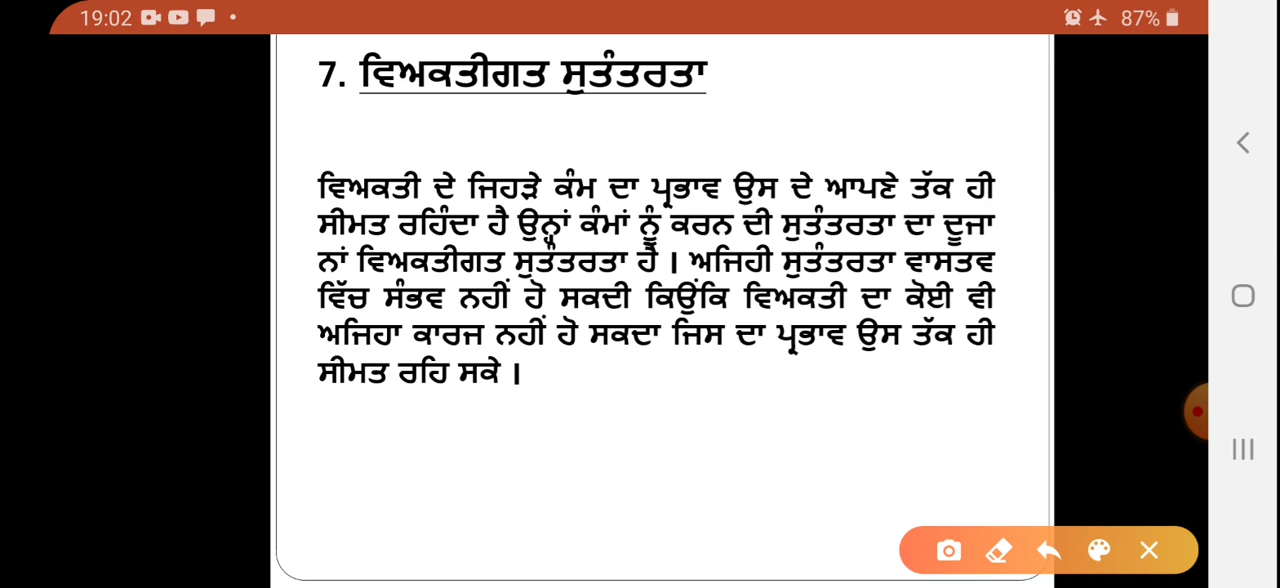 19:02
87%
7. ਵਿਅਕਤੀਗਤ ਸੁਤੰਤਰਤਾ
ਵਿਅਕਤੀ ਦੇ ਜਿਹੜੇ ਕੰਮ ਦਾ ਪ੍ਰਭਾਵ ਉਸ ਦੇ ਆਪਣੇ ਤੱਕ ਹੀ
ਸੀਮਤ ਰਹਿੰਦਾ ਹੈ ਉਨ੍ਹਾਂ ਕੰਮਾਂ ਨੂੰ ਕਰਨ ਦੀ ਸੁਤੰਤਰਤਾ ਦਾ ਦੂਜਾ
ਨਾਂ ਵਿਅਕਤੀਗਤ ਸੁਤੰਤਰਤਾ ਹੈ । ਅਜਿਹੀ ਸੁਤੰਤਰਤਾ ਵਾਸਤਵ
ਵਿੱਚ ਸੰਭਵ ਨਹੀਂ ਹੋ ਸਕਦੀ ਕਿਉਂਕਿ ਵਿਅਕਤੀ ਦਾ ਕੋਈ ਵੀ
ਅਜਿਹਾ ਕਾਰਜ ਨਹੀਂ ਹੋ ਸਕਦਾ ਜਿਸ ਦਾ ਪ੍ਰਭਾਵ ਉਸ ਤੱਕ ਹੀ
ਸੀਮਤ ਰਹਿ ਸਕੇ ।